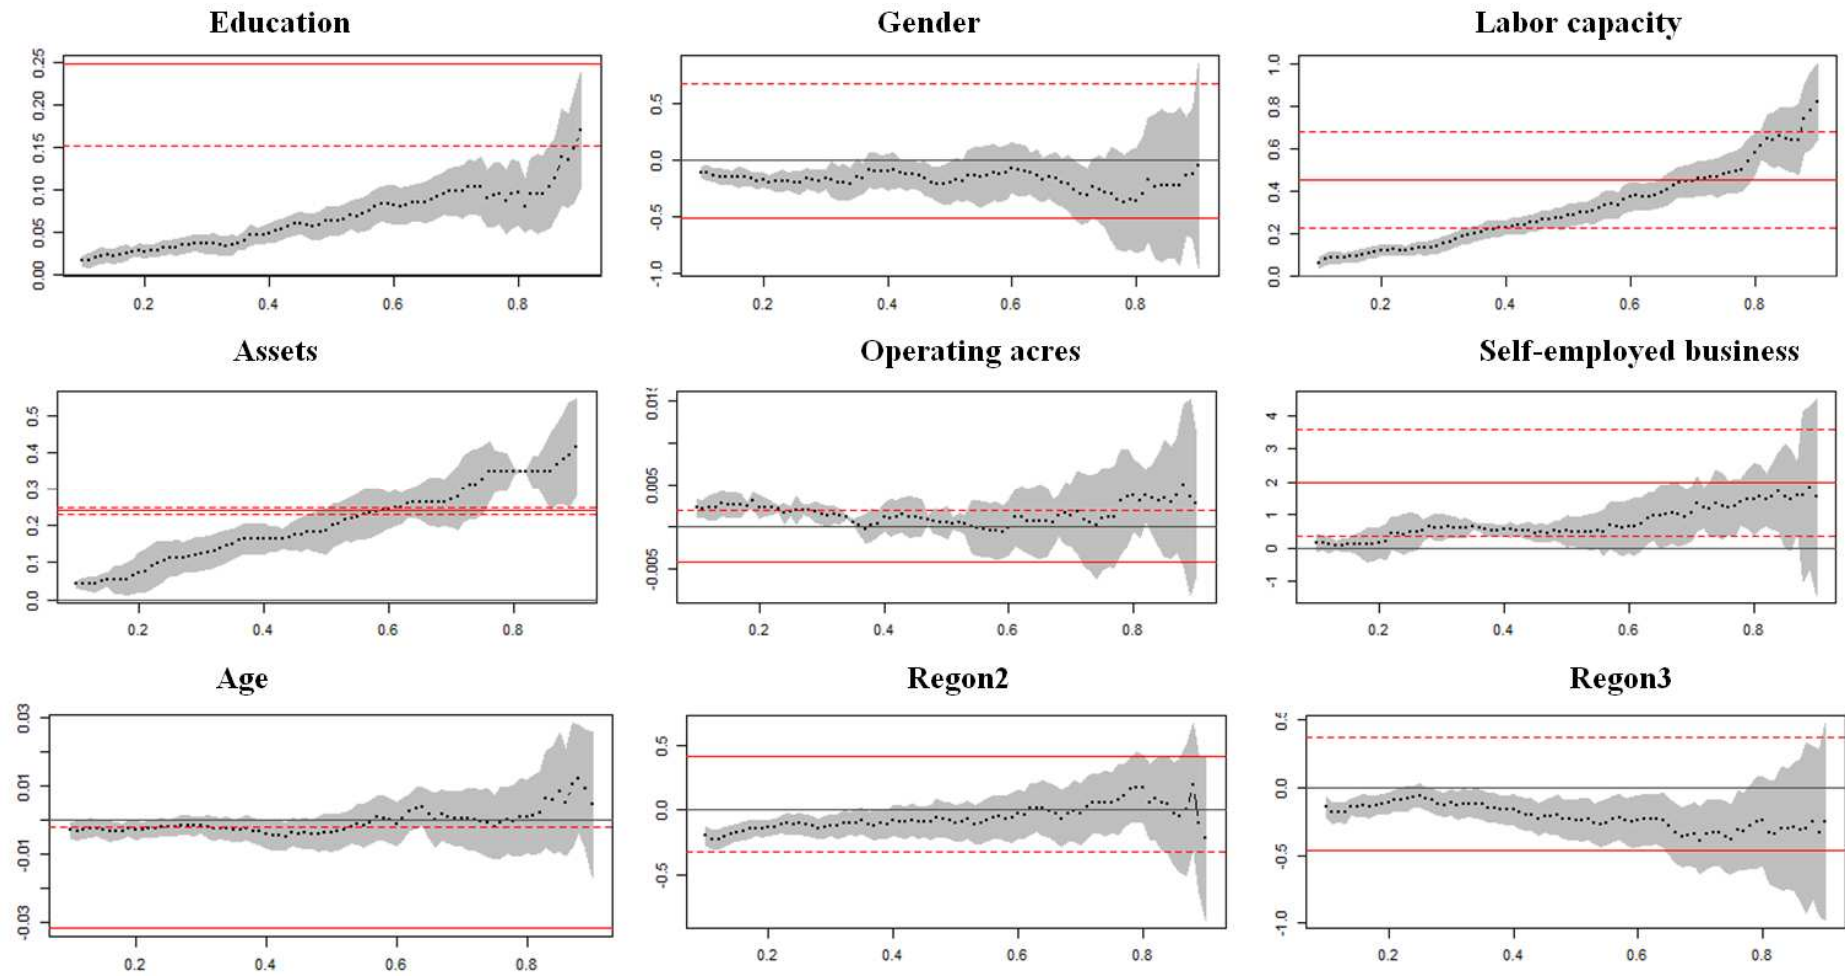 Education
Gender
Labor capacity
0.25
0.20
0.15
0.10
0.05
0.00
0.2 0.4 0.6 0.8
0.5
0.0
-0.5
-1.0
0.2 0.4 0.6 0.8
1.0
0.8
0.6
0.4
0.2
0.0
0.2 0.4 0.6 0.8
Assets
Operating acres
Self-employed business
0.5
0.4
0.3
0.2
0.1
0.0
0.2 0.4 0.6 0.8
0.005
-0.005
0.2 0.4 0.6 0.8
4
3
2
1
0
-1
0.2 0.4 0.6 0.8
Age
Regon2
Regon3
0.03
0.01
-0.01
-0.03
0.2 0.4 0.6 0.8
0.5
0.0
-0.5
0.2 0.4 0.6 0.8
0.0
-0.5
-1.0
0.2 0.4 0.6 0.8